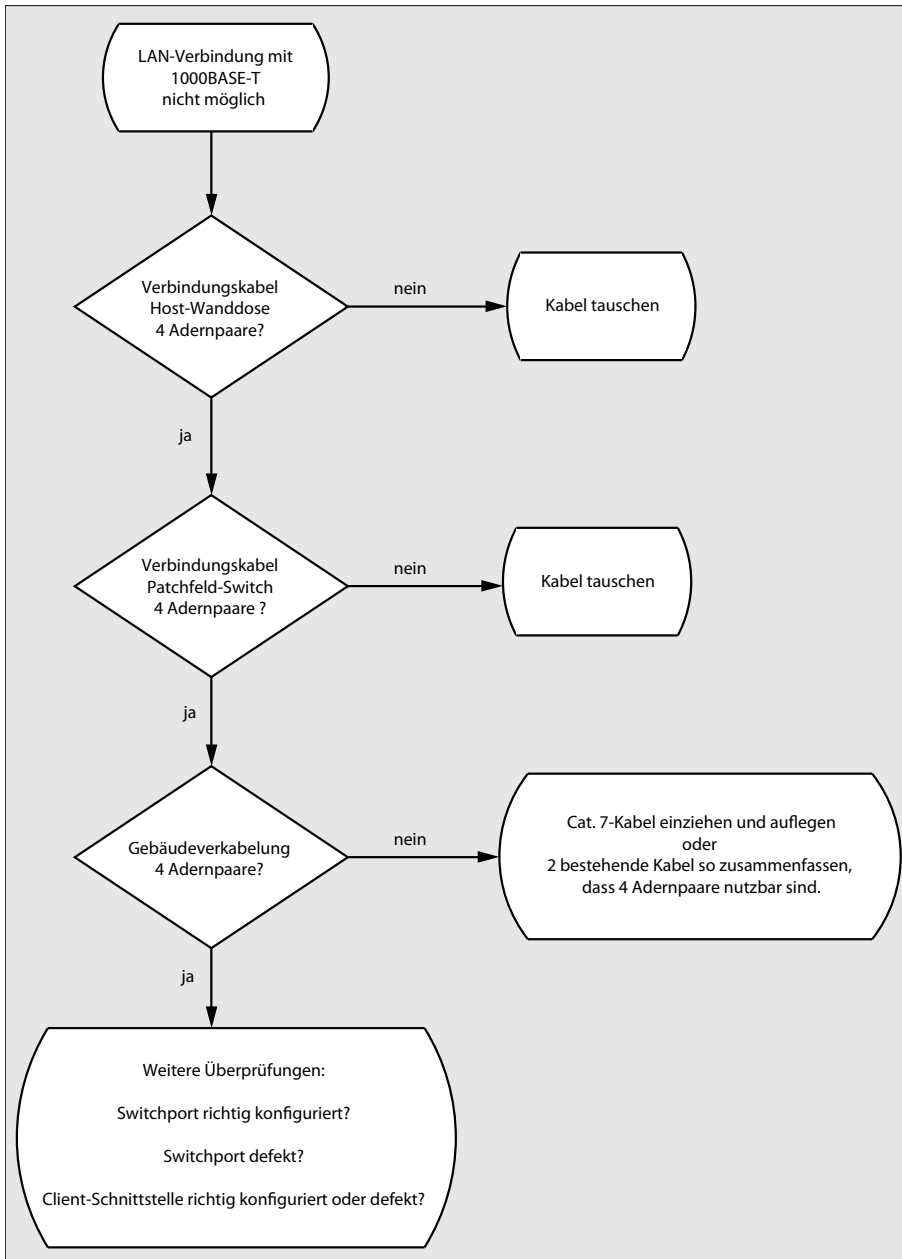 LAN-Verbindung mit
1000BASE-T
nicht möglich
Verbindungskabel
Host-Wanddose
4 Adernpaare?
nein
Kabel tauschen
ja
Verbindungskabel
Patchfeld-Switch
4 Adernpaare ?
nein
Kabel tauschen
ja
Gebäudeverkabelung
4 Adernpaare?
nein
Cat. 7-Kabel einziehen und auflegen
oder
2 bestehende Kabel so zusammenfassen,
dass 4 Adernpaare nutzbar sind.
ja
Weitere Überprüfungen:
Switchport richtig konfiguriert?
Switchport defekt?
Client-Schnittstelle richtig konfiguriert oder defekt?